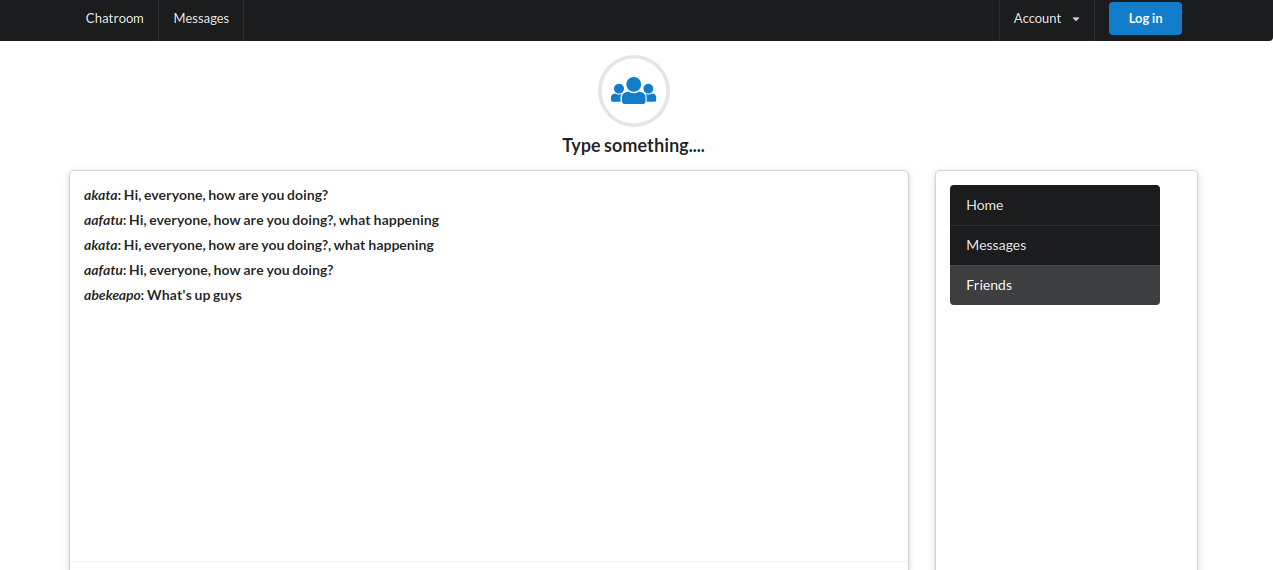 Chatroom Messages Account Log in
Type something....
akata: Hi, everyone, how are you doing?
aafatu: Hi, everyone, how are you doing?, what happening
akata: Hi, everyone, how are you doing?, what happening
aafatu: Hi, everyone, how are you doing?
abekeapo: What's up guys
Home
Messages
Friends